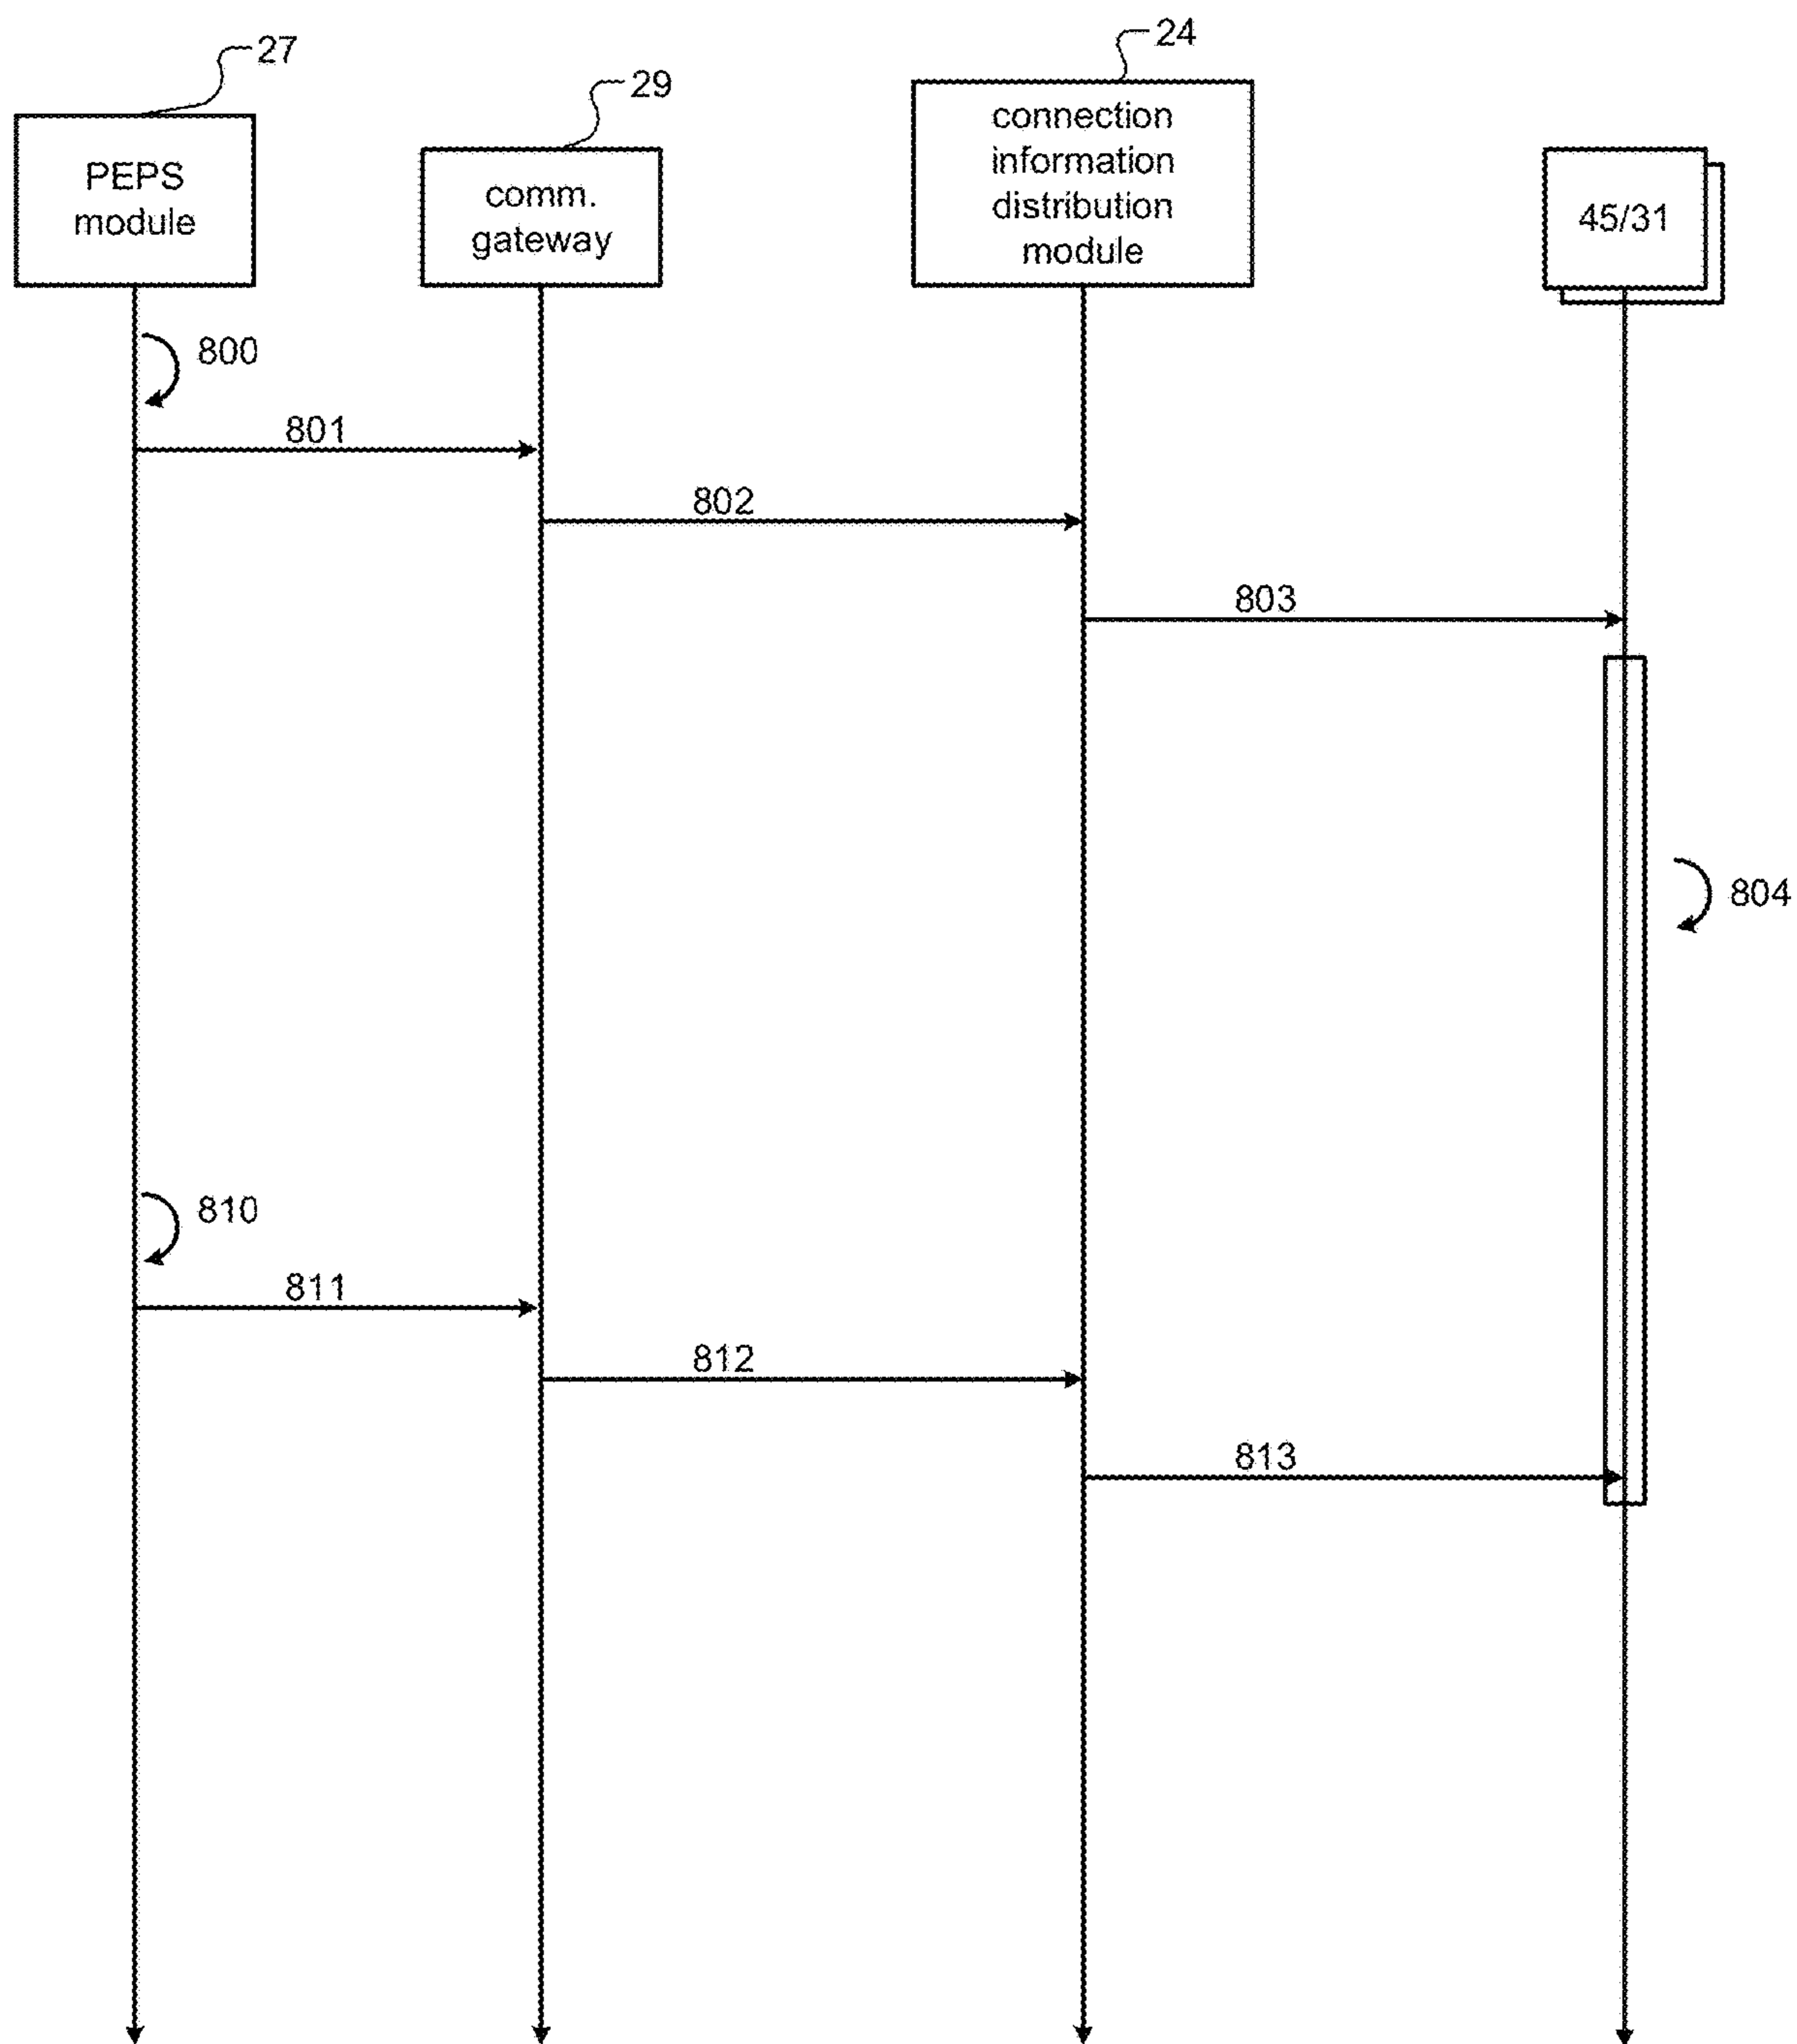 27
29
24
PEPS
module
comm.
gateway
connection
information
distribution
module
45/31
800
801
802
803
804
810
811
812
813